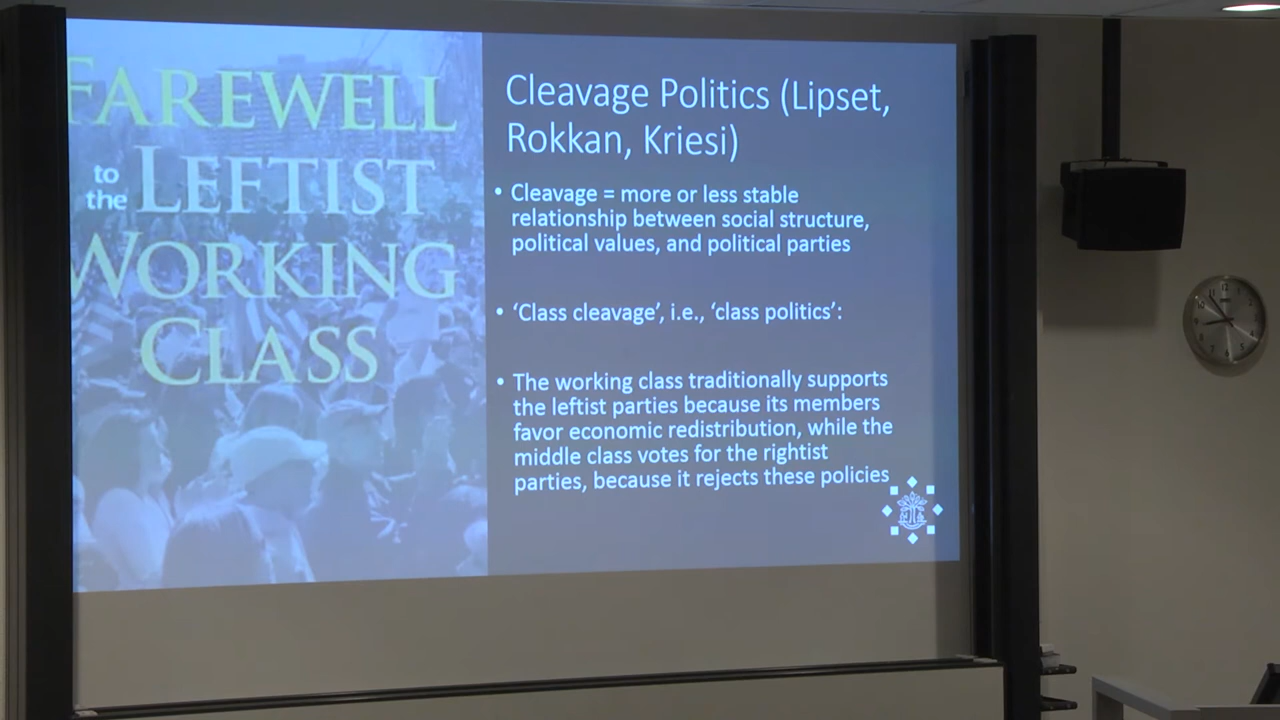 FAREWELL
to
the LEFTIST
WORKING
CLASS
Cleavage Politics (Lipset,
Rokkan, Kriesi)
• Cleavage = more or less stable
relationship between social structure,
political values, and political parties
• ‘Class cleavage’, i.e., ‘class politics’:
• The working class traditionally supports
the leftist parties because its members
favor economic redistribution, while the
middle class votes for the rightist
parties, because it rejects these policies